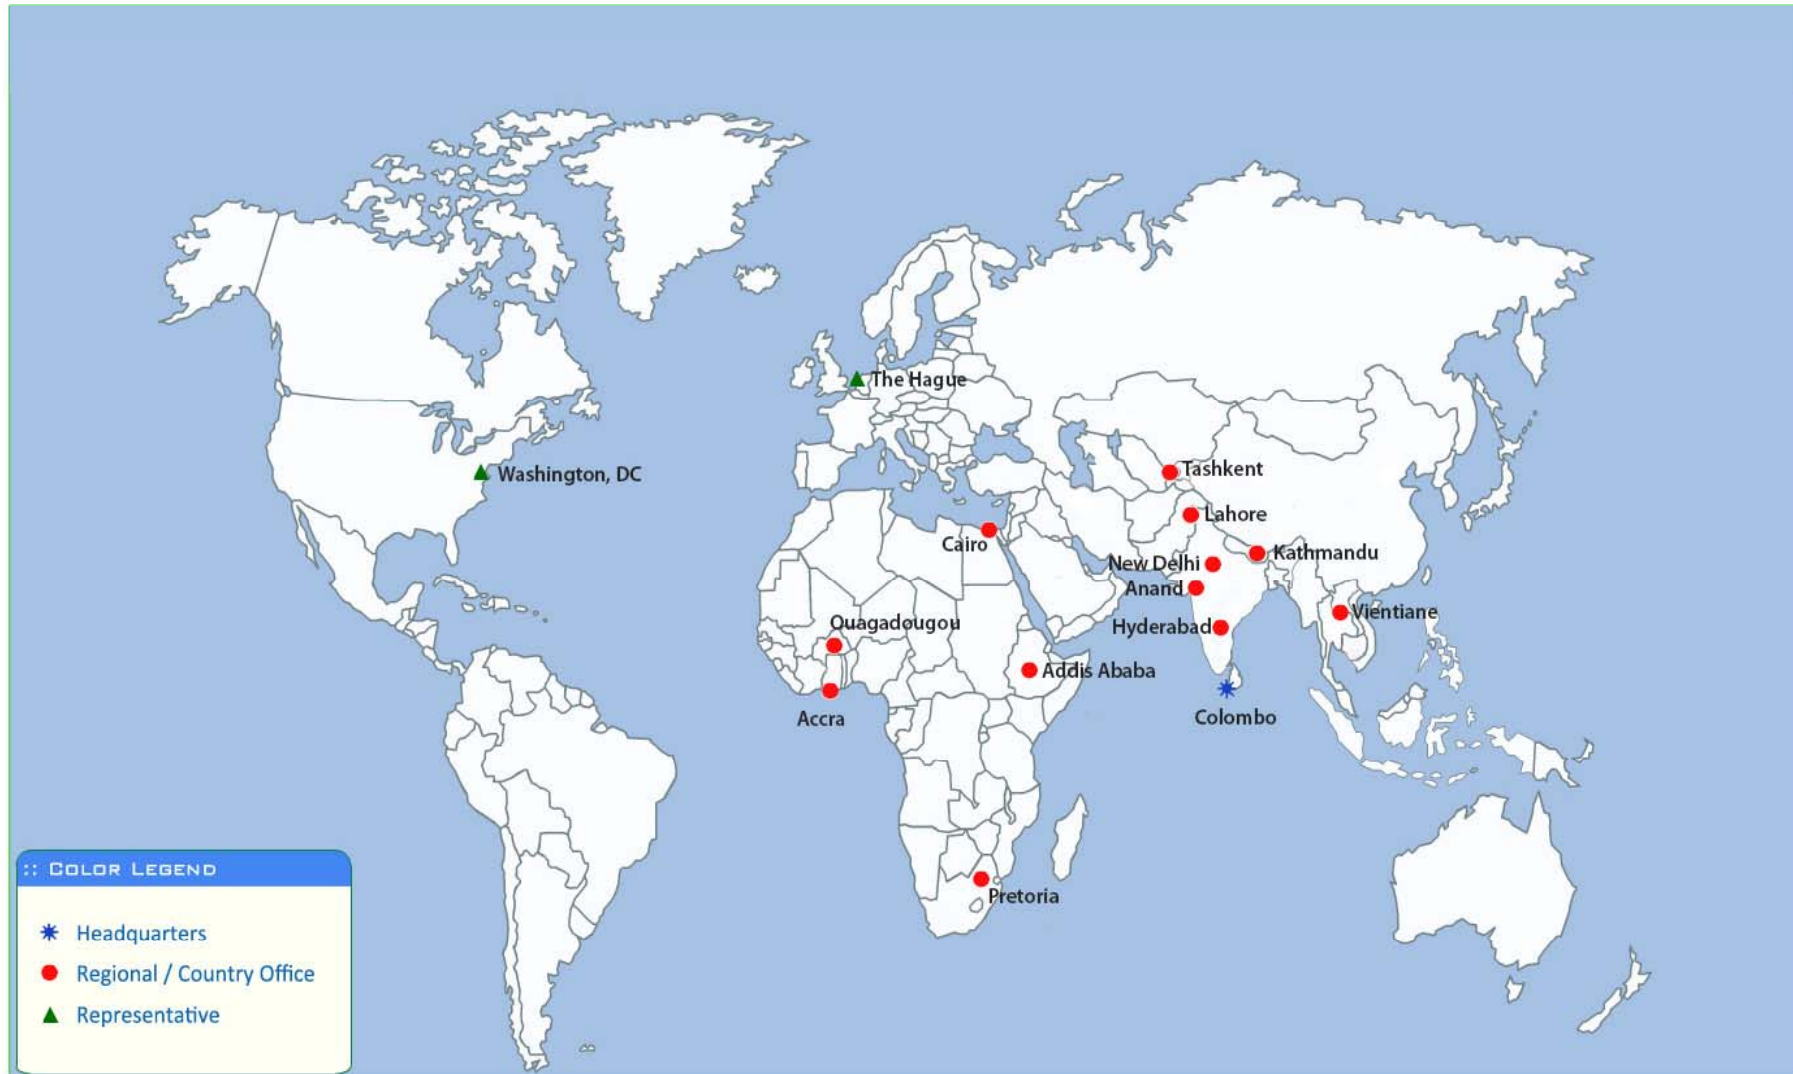 The Hague
Washington, DC
Tashkent
Lahore
Cairo
Kathmandu
New Delhi
Anand
Vientiane
Ouagadougou
Hyderabad
Addis Ababa
Accra
Colombo
Pretoria
:: COLOR LEGEND
Headquarters
Regional / Country Office
Representative